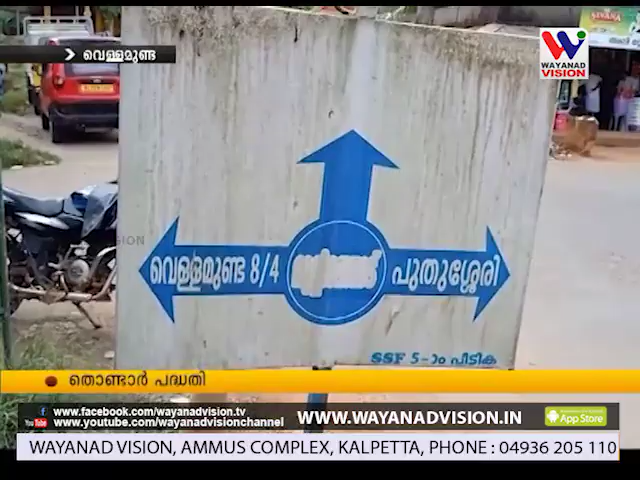 വെള്ളമുണ്ട
WAYANAD
VISION
SIVANA
ISION
വെള്ളമുണ്ട 8/4
പുതുശ്ശേരി
SSF 5-ാം പീടിക
തൊണ്ടാർ പദ്ധതി
www.facebook.com/wayanadvision.tv
www.youtube.com/wayanadvisionchannel
WWW.WAYANADVISION.IN
App Store
WAYANAD VISION, AMMUS COMPLEX, KALPETTA, PHONE : 04936 205 110